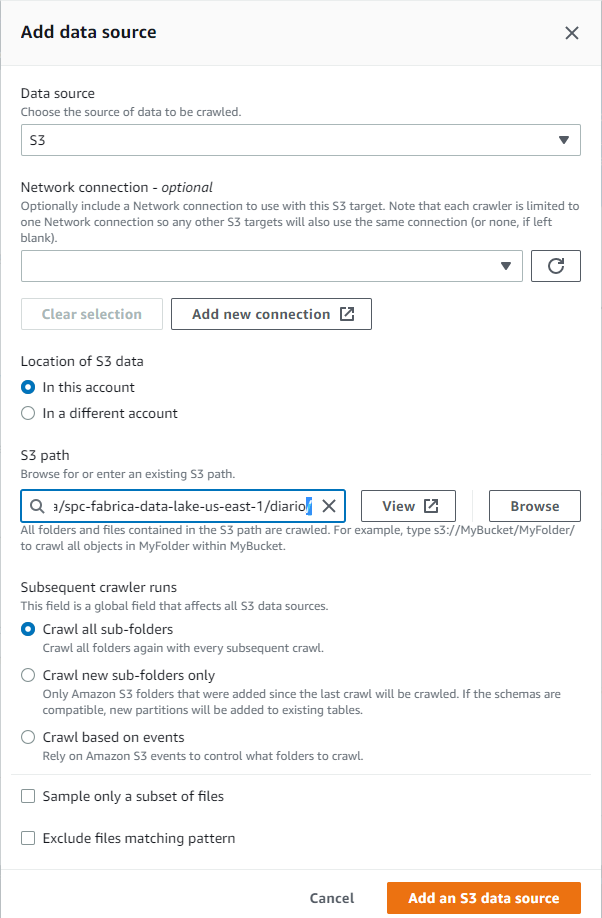 Add data source
Data source
Choose the source of data to be crawled.
S3
Network connection - optional
Optionally include a Network connection to use with this S3 target. Note that each crawler is limited to
one Network connection so any other S3 targets will also use the same connection (or none, if left
blank).
Clear selection
Add new connection
Location of S3 data
In this account
In a different account
S3 path
Browse for or enter an existing S3 path.
a/spc-fabrica-data-lake-us-east-1/diario/
View
Browse
All folders and files contained in the S3 path are crawled. For example, type s3://MyBucket/MyFolder/
to crawl all objects in MyFolder within MyBucket.
Subsequent crawler runs
This field is a global field that affects all S3 data sources.
Crawl all sub-folders
Crawl all folders again with every subsequent crawl.
Crawl new sub-folders only
Only Amazon S3 folders that were added since the last crawl will be crawled. If the schemas are
compatible, new partitions will be added to existing tables.
Crawl based on events
Rely on Amazon S3 events to control what folders to crawl.
Sample only a subset of files
Exclude files matching pattern
Cancel
Add an S3 data source